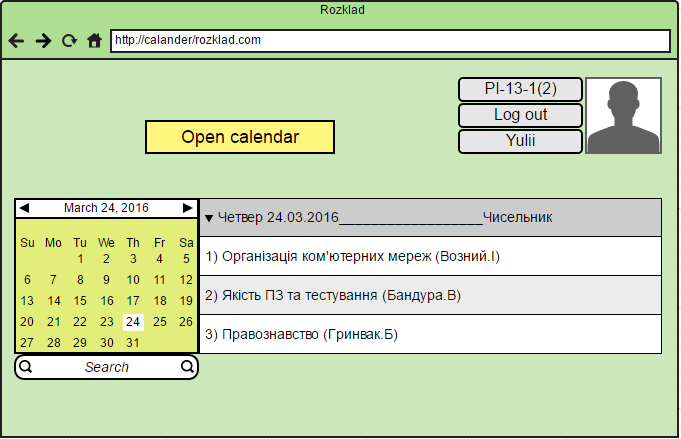 Rozklad
http://calander/rozklad.com
PI-13-1(2)
Log out
Yulii
Open calendar
March 24, 2016
Su Mo Tu We Th Fr Sa
1 2 3 4 5
6 7 8 9 10 11 12
13 14 15 16 17 18 19
20 21 22 23 24 25 26
27 28 29 30 31
Search
Четвер 24.03.2016__________________Чисельник
1) Організація ком'ютерних мереж (Возний.І)
2) Якість ПЗ та тестування (Бандура.В)
3) Правознавство (Гринвак.Б)